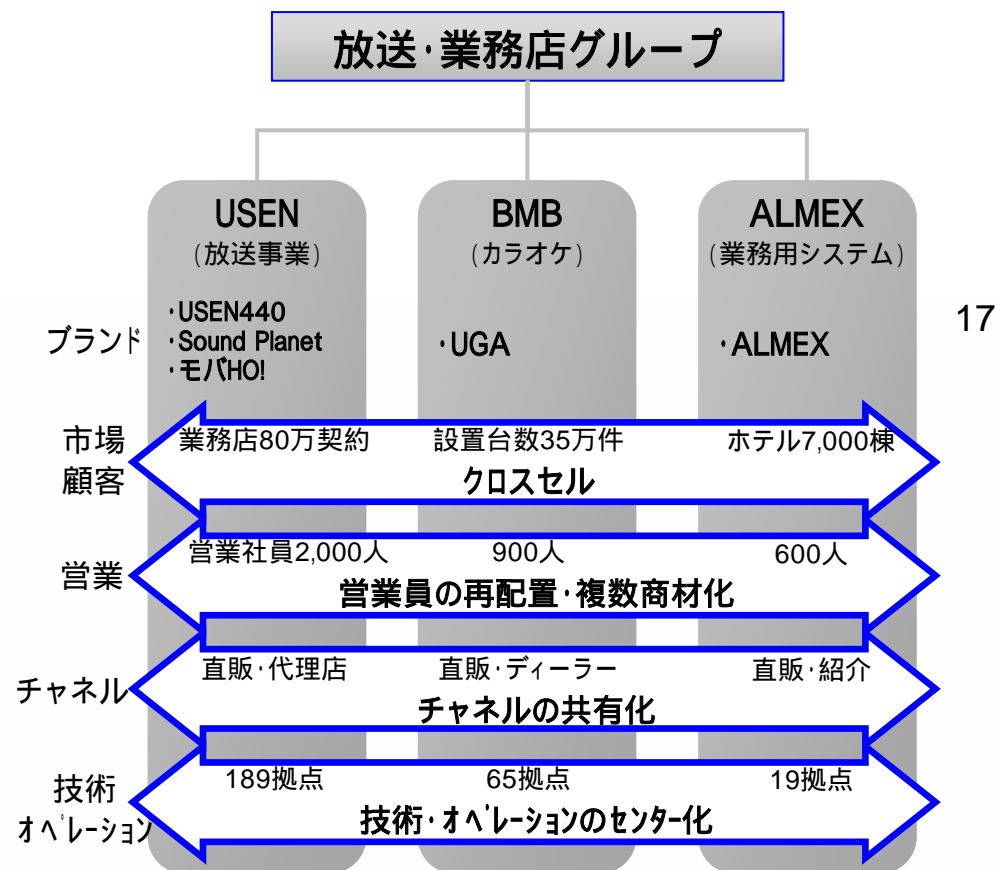 放送・業務店グループ
USEN
(放送事業)
BMB
(カラオケ)
ALMEX
(業務用システム)
ブランド
・USEN440
・Sound Planet
・モバHO!
・UGA
・ALMEX
17
市場
顧客
業務店80万契約
設置台数35万件
ホテル7,000棟
クロスセル
営業
営業社員2,000人
900人
600人
営業員の再配置・複数商材化
チャネル
直販・代理店
直販・ディーラー
直販・紹介
チャネルの共有化
技術
オペレーション
189拠点
65拠点
19拠点
技術・オペレーションのセンター化